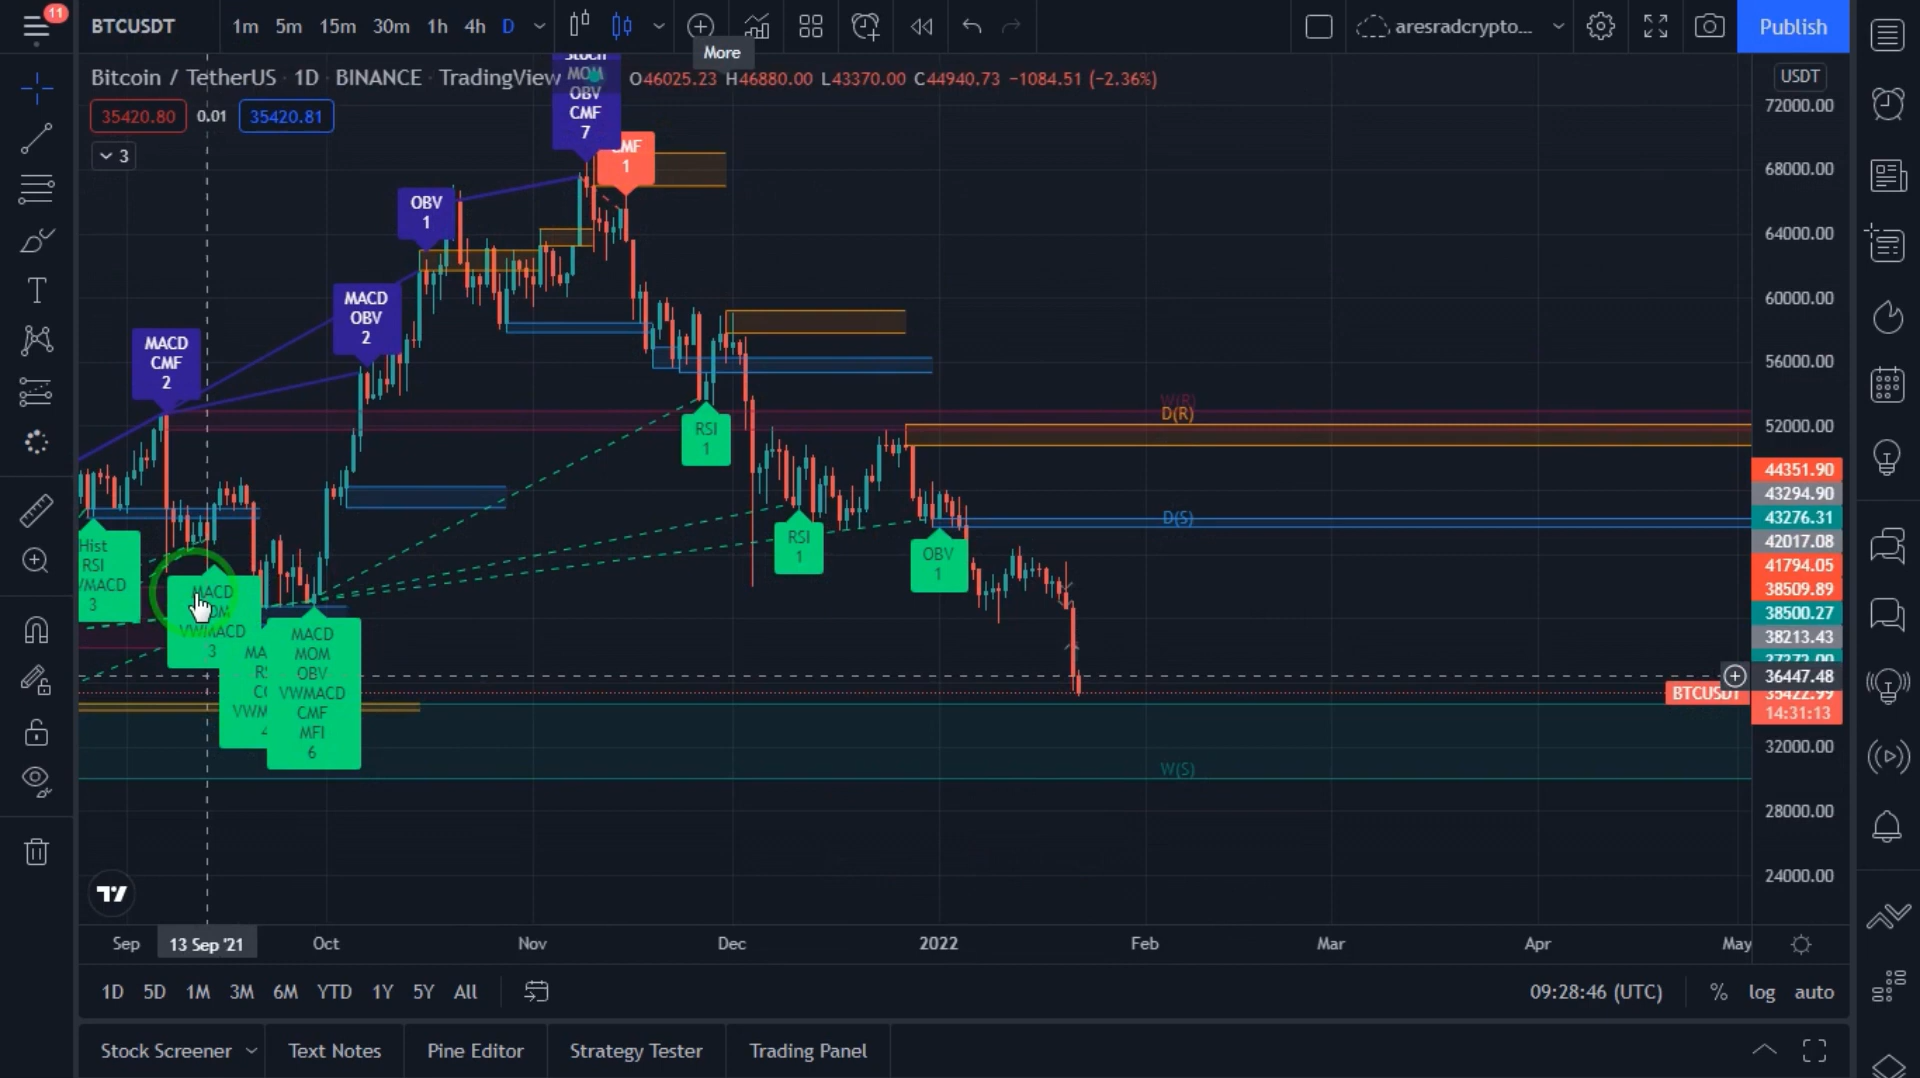 11
BTCUSDT
1m 5m 15m 30m 1h 4h D
More
aresradcrypto...
Publish
Bitcoin / TetherUS 1D BINANCE TradingView
O46025.23 H46880.00 L43370.00 C44940.73 −1084.51 (−2.36%)
USDT
35420.80 0.01 35420.81
3
MOM
OBV
CMF
7
1
OBV
1
MACD
OBV
2
MACD
CMF
2
RSI
1
RSI
1
OBV
1
Hist
RSI
3
MACD
VWMACD
3
MACD
MOM
OBV
VWMACD
CMF
MFI
6
W(R)
D(R)
D(S)
W(S)
72000.00
68000.00
64000.00
60000.00
56000.00
52000.00
44351.90
43294.90
43276.31
42017.08
41794.05
38509.89
38500.27
38213.43
36447.48
BTCUSDT 35422.99
14:31:13
32000.00
28000.00
24000.00
Sep 13 Sep '21 Oct Nov Dec 2022 Feb Mar Apr May
1D 5D 1M 3M 6M YTD 1Y 5Y All
09:28:46 (UTC) % log auto
Stock Screener Text Notes Pine Editor Strategy Tester Trading Panel